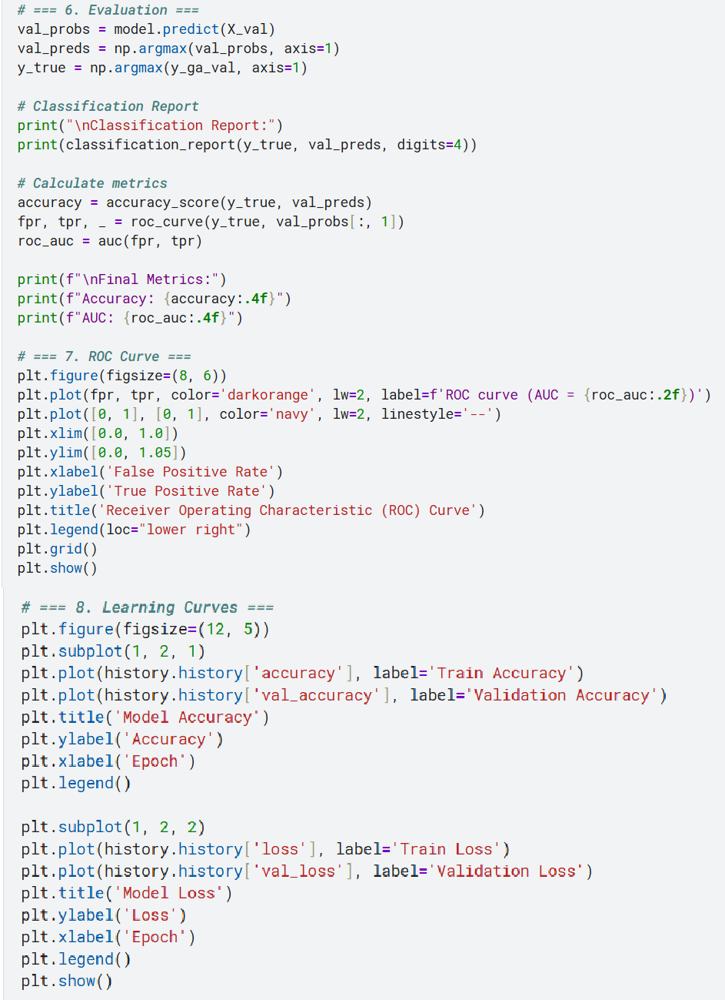 # === 6. Evaluation ===
val_probs = model.predict(X_val)
val_preds = np.argmax(val_probs, axis=1)
y_true = np.argmax(y_ga_val, axis=1)
# Classification Report
print("\nClassification Report:")
print(classification_report(y_true, val_preds, digits=4))
# Calculate metrics
accuracy = accuracy_score(y_true, val_preds)
fpr, tpr, _ = roc_curve(y_true, val_probs[:, 1])
roc_auc = auc(fpr, tpr)
print(f"\nFinal Metrics:")
print(f"Accuracy: {accuracy:.4f}")
print(f"AUC: {roc_auc:.4f}")
# === 7. ROC Curve ===
plt.figure(figsize=(8, 6))
plt.plot(fpr, tpr, color='darkorange', lw=2, label=f'ROC curve (AUC = {roc_auc:.2f})')
plt.plot([0, 1], [0, 1], color='navy', lw=2, linestyle='--')
plt.xlim([0.0, 1.0])
plt.ylim([0.0, 1.05])
plt.xlabel('False Positive Rate')
plt.ylabel('True Positive Rate')
plt.title('Receiver Operating Characteristic (ROC) Curve')
plt.legend(loc="lower right")
plt.grid()
plt.show()
# === 8. Learning Curves ===
plt.figure(figsize=(12, 5))
plt.subplot(1, 2, 1)
plt.plot(history.history['accuracy'], label='Train Accuracy')
plt.plot(history.history['val_accuracy'], label='Validation Accuracy')
plt.title('Model Accuracy')
plt.ylabel('Accuracy')
plt.xlabel('Epoch')
plt.legend()
plt.subplot(1, 2, 2)
plt.plot(history.history['loss'], label='Train Loss')
plt.plot(history.history['val_loss'], label='Validation Loss')
plt.title('Model Loss')
plt.ylabel('Loss')
plt.xlabel('Epoch')
plt.legend()
plt.show()